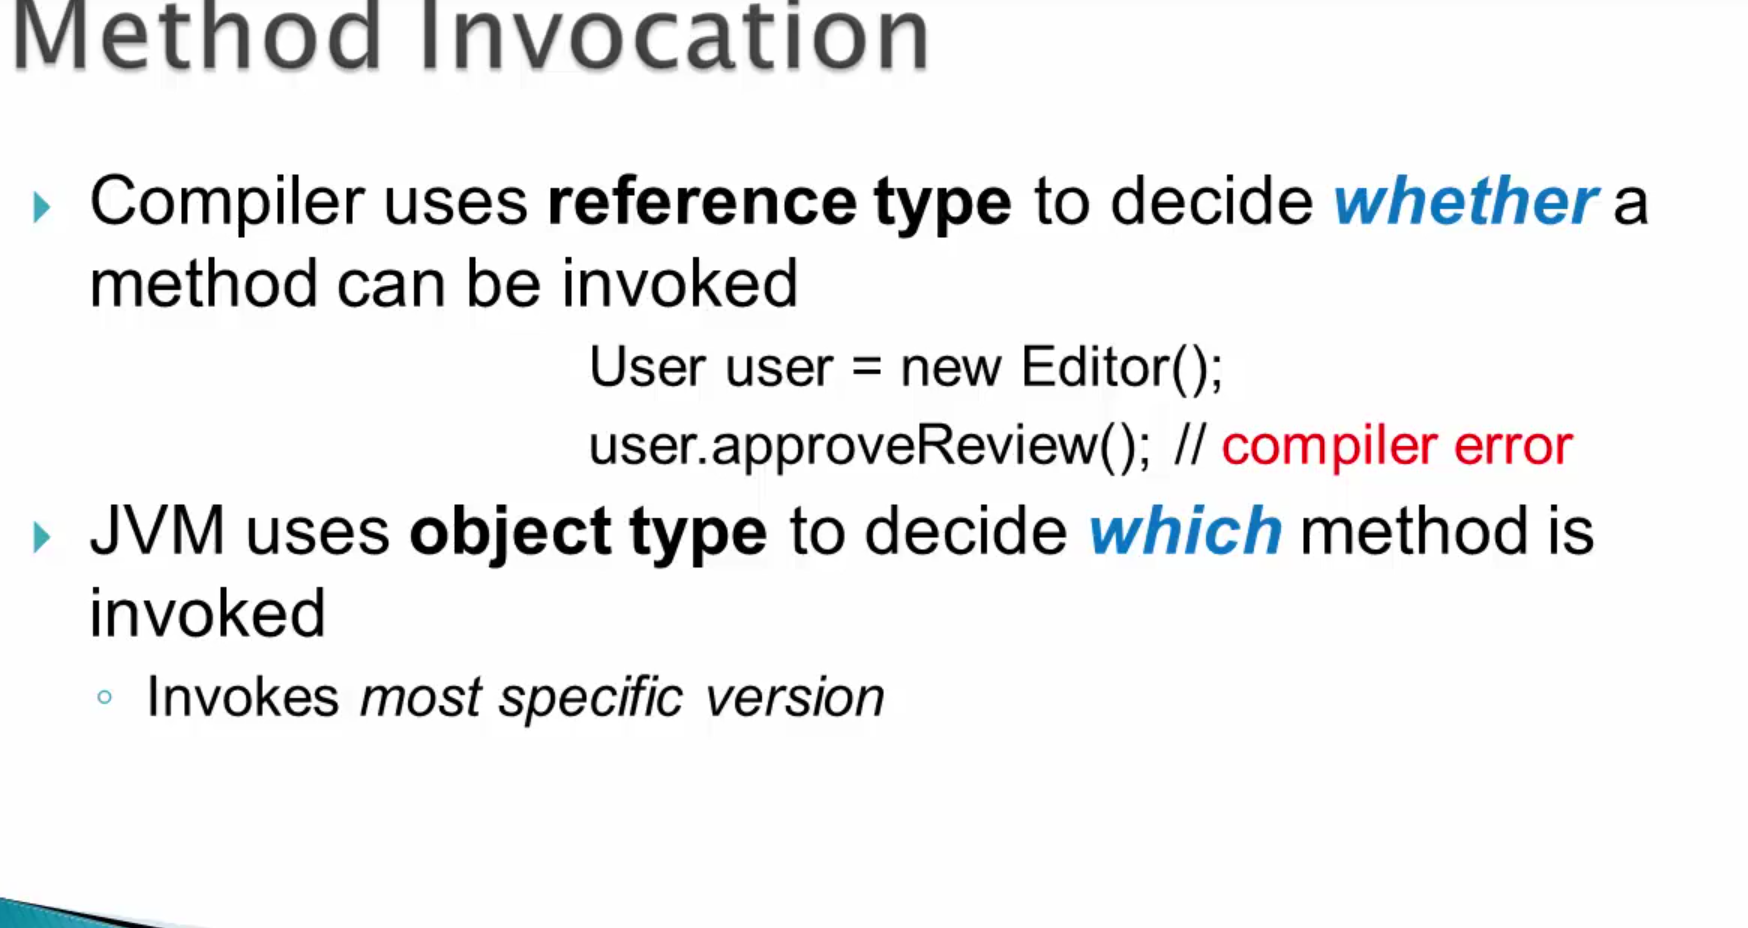 Method Invocation
Compiler uses reference type to decide whether a
method can be invoked
User user = new Editor();
user.approveReview(); // compiler error
JVM uses object type to decide which method is
invoked
Invokes most specific version